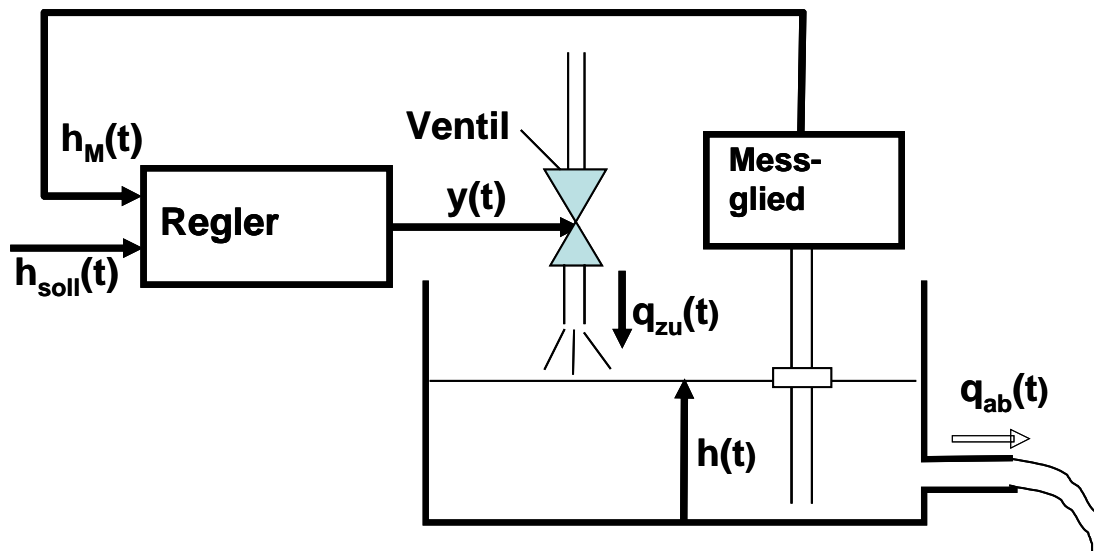 Ventil
h_M(t)
Mess-
glied
Regler
y(t)
h_soll(t)
q_zu(t)
q_ab(t)
h(t)